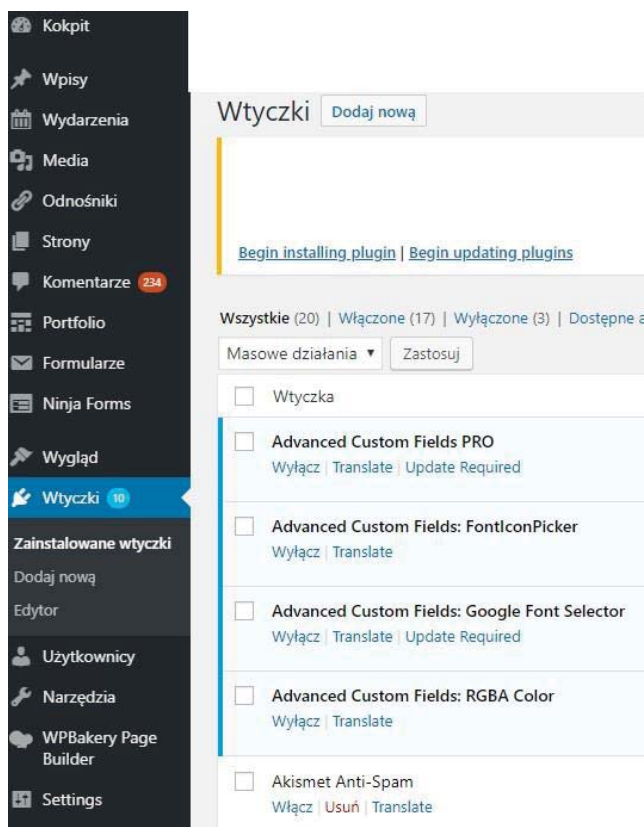 Kokpit
Wpisy
Wydarzenia
Media
Odnośniki
Strony
Komentarze 234
Portfolio
Formularze
Ninja Forms
Wygląd
Wtyczki 10
Zainstalowane wtyczki
Dodaj nową
Edytor
Użytkownicy
Narzędzia
WPBakery Page
Builder
Settings
Wtyczki Dodaj nową
Begin installing plugin | Begin updating plugins
Wszystkie (20) | Włączone (17) | Wyłączone (3) | Dostępne a
Masowe działania Zastosuj
Wtyczka
Advanced Custom Fields PRO
Wyłącz | Translate | Update Required
Advanced Custom Fields: FontIconPicker
Wyłącz | Translate
Advanced Custom Fields: Google Font Selector
Wyłącz | Translate | Update Required
Advanced Custom Fields: RGBA Color
Wyłącz | Translate
Akismet Anti-Spam
Włącz | Usuń | Translate